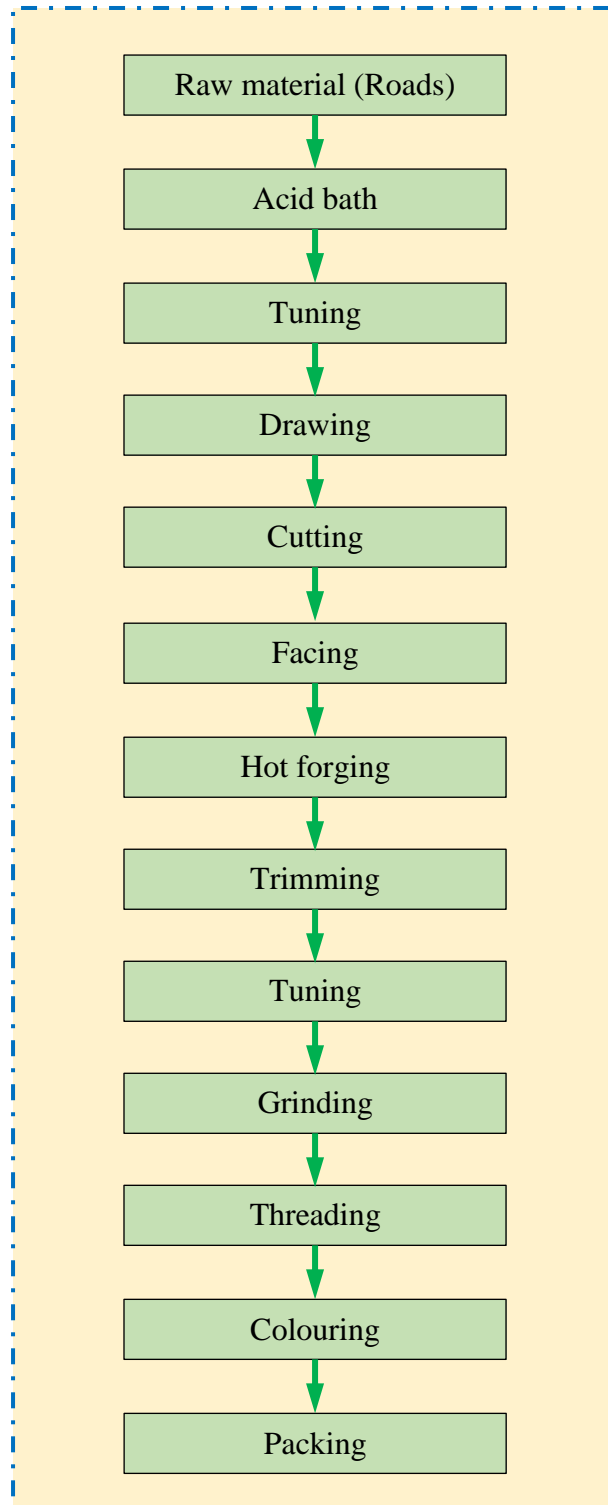 Raw material (Roads)
Acid bath
Tuning
Drawing
Cutting
Facing
Hot forging
Trimming
Tuning
Grinding
Threading
Colouring
Packing